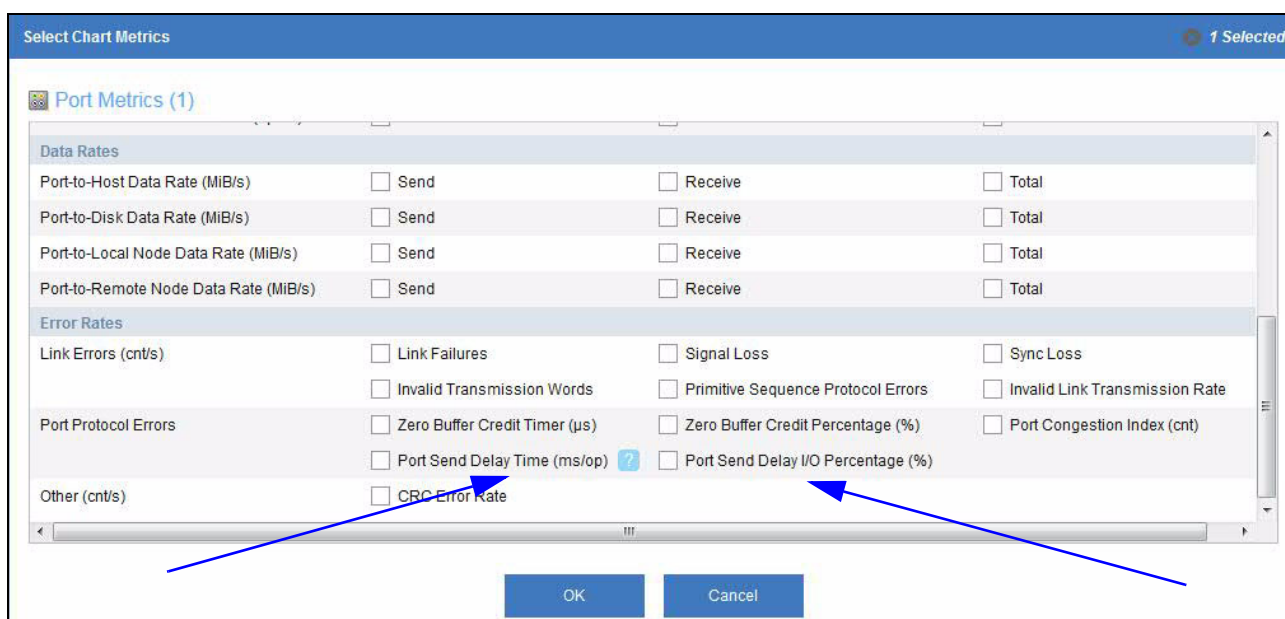 Select Chart Metrics 1 Selected
Port Metrics (1)
Data Rates
Port-to-Host Data Rate (MiB/s) Send Receive Total
Port-to-Disk Data Rate (MiB/s) Send Receive Total
Port-to-Local Node Data Rate (MiB/s) Send Receive Total
Port-to-Remote Node Data Rate (MiB/s) Send Receive Total
Error Rates
Link Errors (cnt/s) Link Failures Signal Loss Sync Loss
Invalid Transmission Words Primitive Sequence Protocol Errors Invalid Link Transmission Rate
Port Protocol Errors Zero Buffer Credit Timer (µs) Zero Buffer Credit Percentage (%) Port Congestion Index (cnt)
Port Send Delay Time (ms/op) ? Port Send Delay I/O Percentage (%)
Other (cnt/s) CRC Error Rate
OK Cancel